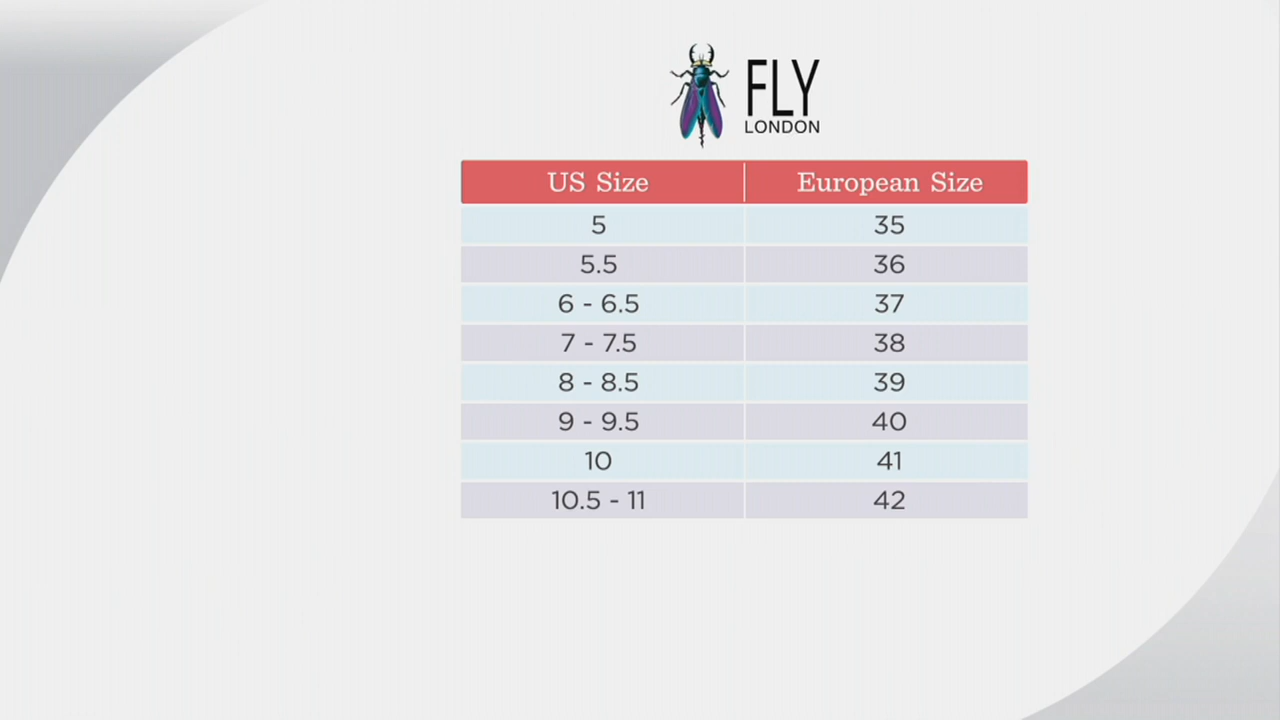 FLY
LONDON
US Size European Size
5 35
5.5 36
6 - 6.5 37
7 - 7.5 38
8 - 8.5 39
9 - 9.5 40
10 41
10.5 - 11 42